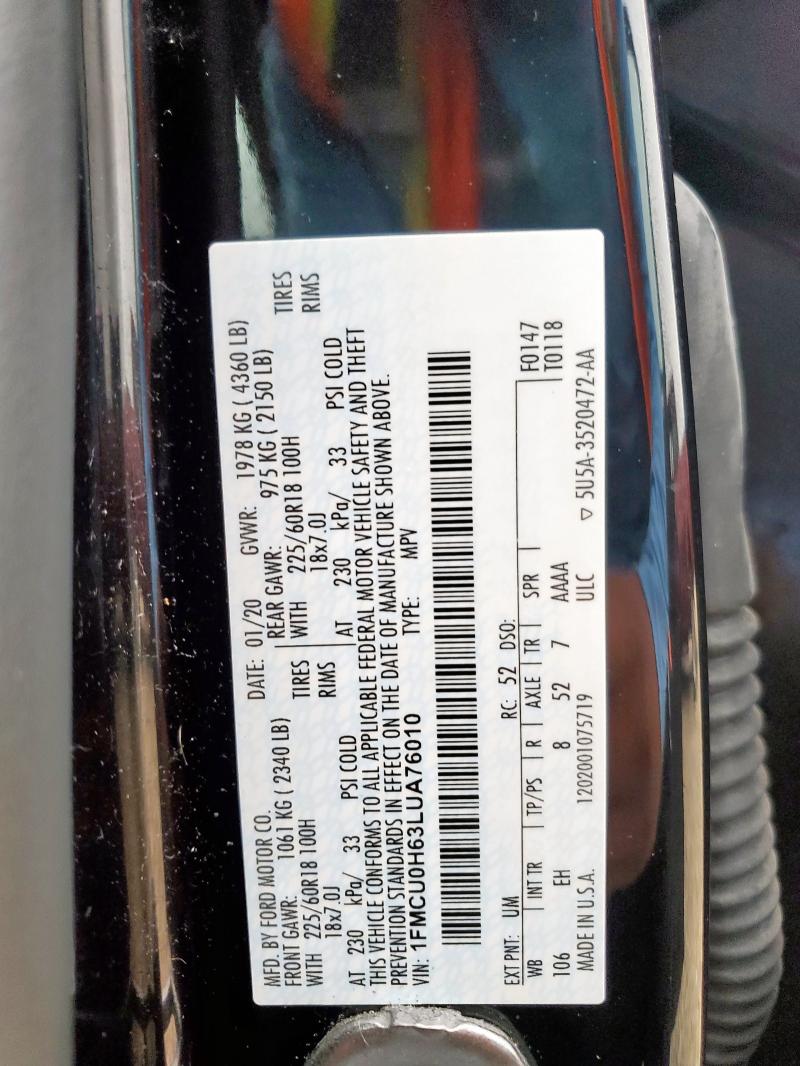 MFD. BY FORD MOTOR CO.
DATE: 01/20 GVWR: 1978 KG ( 4360 LB)
FRONT GAWR: 1061 KG ( 2340 LB) REAR GAWR: 975 KG ( 2150 LB)
WITH 225/60R18 100H TIRES WITH 225/60R18 100H TIRES
18x7.0J RIMS 18x7.0J RIMS
AT 230 kPa/ 33 PSI COLD AT 230 kPa/ 33 PSI COLD
THIS VEHICLE CONFORMS TO ALL APPLICABLE FEDERAL MOTOR VEHICLE SAFETY AND THEFT
PREVENTION STANDARDS IN EFFECT ON THE DATE OF MANUFACTURE SHOWN ABOVE.
VIN: 1FMCU0H63LUA76010 TYPE: MPV
EXT PNT: UM RC: 52 DSO:
WB INT TR TP/PS R AXLE TR SPR F0147
106 EH 8 52 7 AAAA T0118
MADE IN U.S.A. 1202001075719 ULC ▽ 5U5A-3520472-AA